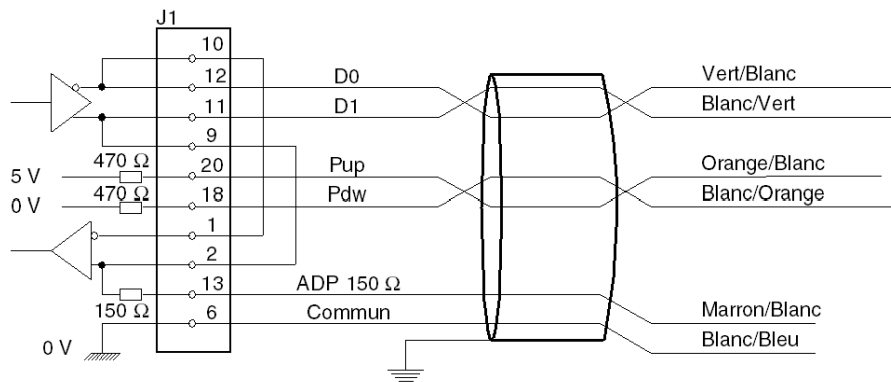 J1
10
12 D0 Vert/Blanc
11 D1 Blanc/Vert
9
470 Ω
5 V 20 Pup Orange/Blanc
470 Ω
0 V 18 Pdw Blanc/Orange
1
2
13 ADP 150 Ω Marron/Blanc
150 Ω 6 Commun Blanc/Bleu
0 V